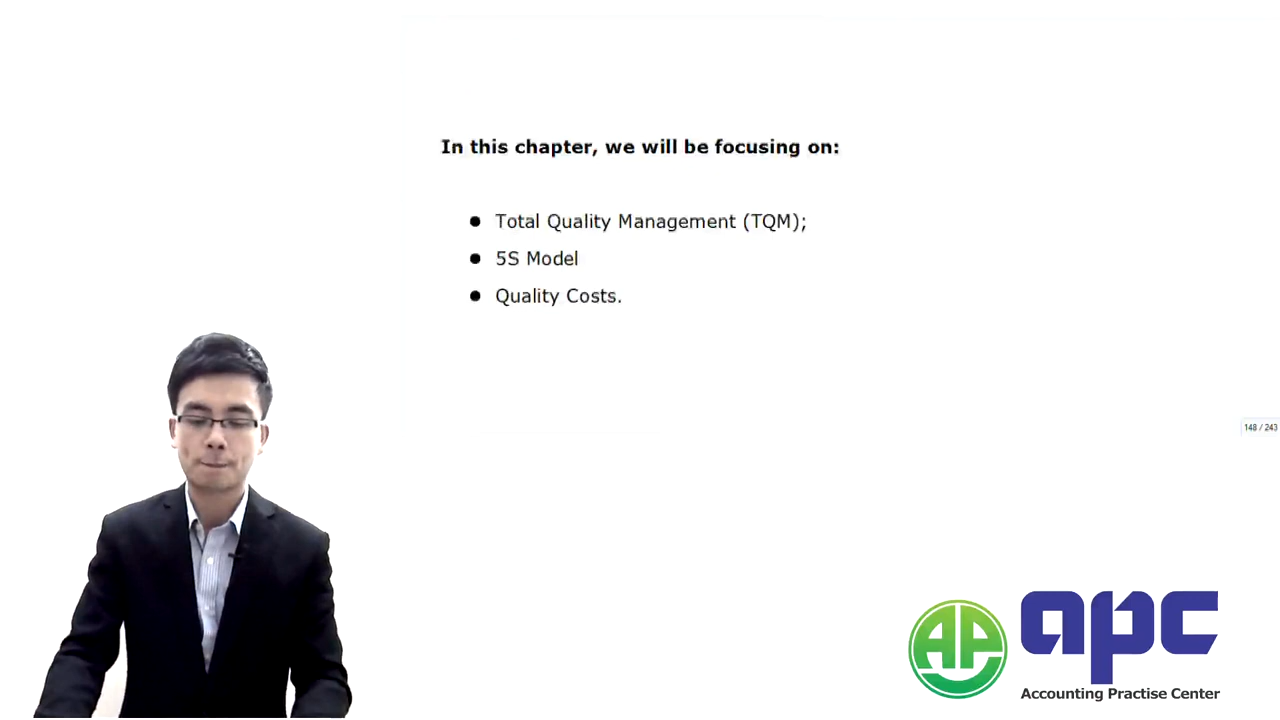 In this chapter, we will be focusing on:
● Total Quality Management (TQM);
● 5S Model
● Quality Costs.
148 / 243
AP
apc
Accounting Practise Center